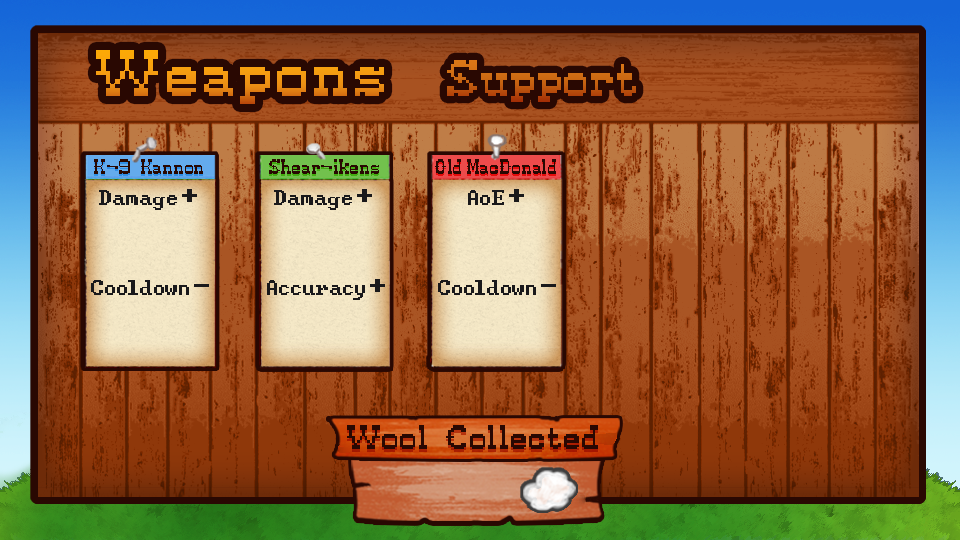 Weapons Support
K-9 Kannon
Damage+
Cooldown-
Shear-ikens
Damage+
Accuracy+
Old MacDonald
AoE+
Cooldown-
Wool Collected